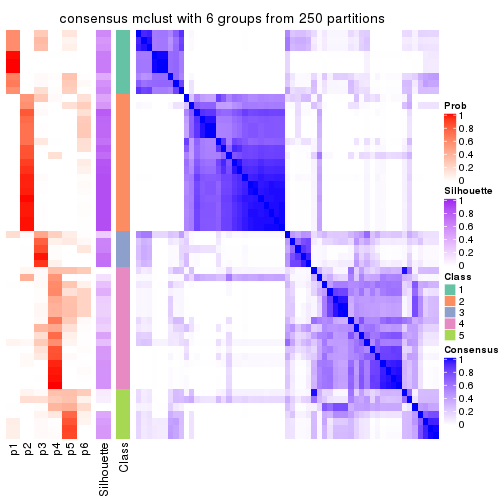 consensus mclust with 6 groups from 250 partitions
Prob
1
0.8
0.6
0.4
0.2
0
Silhouette
1
0.8
0.6
0.4
0.2
0
Class
1
2
3
4
5
Consensus
1
0.8
0.6
0.4
0.2
0
p1
p2
p3
p4
p5
p6
Silhouette
Class